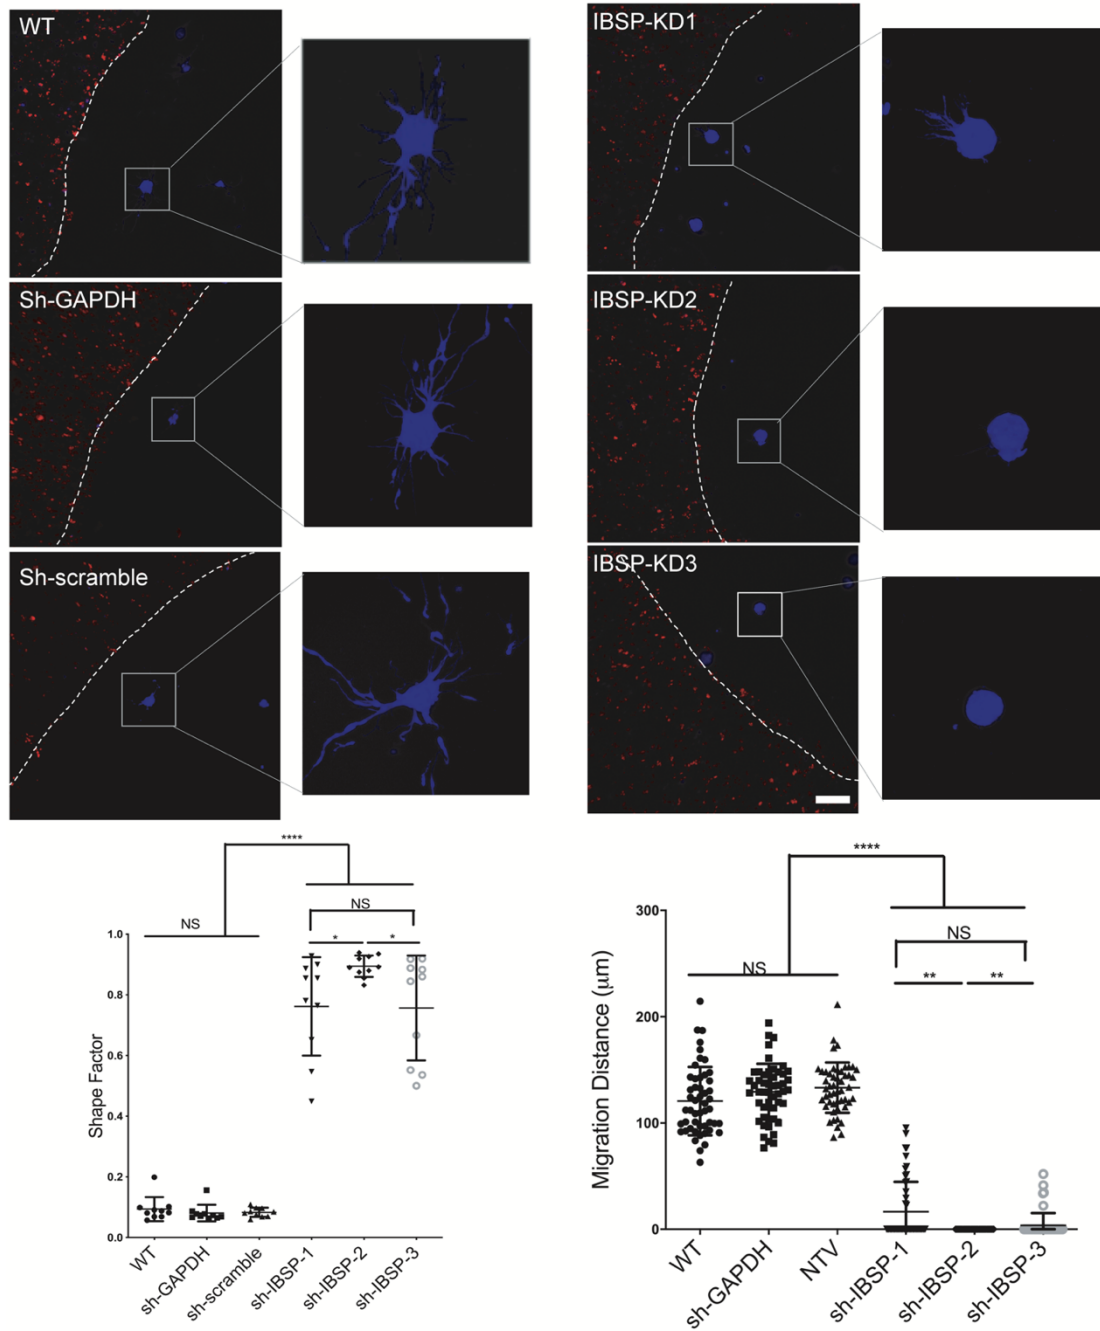 WT
IBSP-KD1
Sh-GAPDH
IBSP-KD2
Sh-scramble
IBSP-KD3
****
NS
NS
*
*
1.0
0.8
0.6
0.4
0.2
0.0
Shape Factor
WT
sh-GAPDH
sh-scramble
sh-IBSP-1
sh-IBSP-2
sh-IBSP-3
****
NS
NS
**
**
300
200
100
0
Migration Distance (μm)
WT
sh-GAPDH
NTV
sh-IBSP-1
sh-IBSP-2
sh-IBSP-3